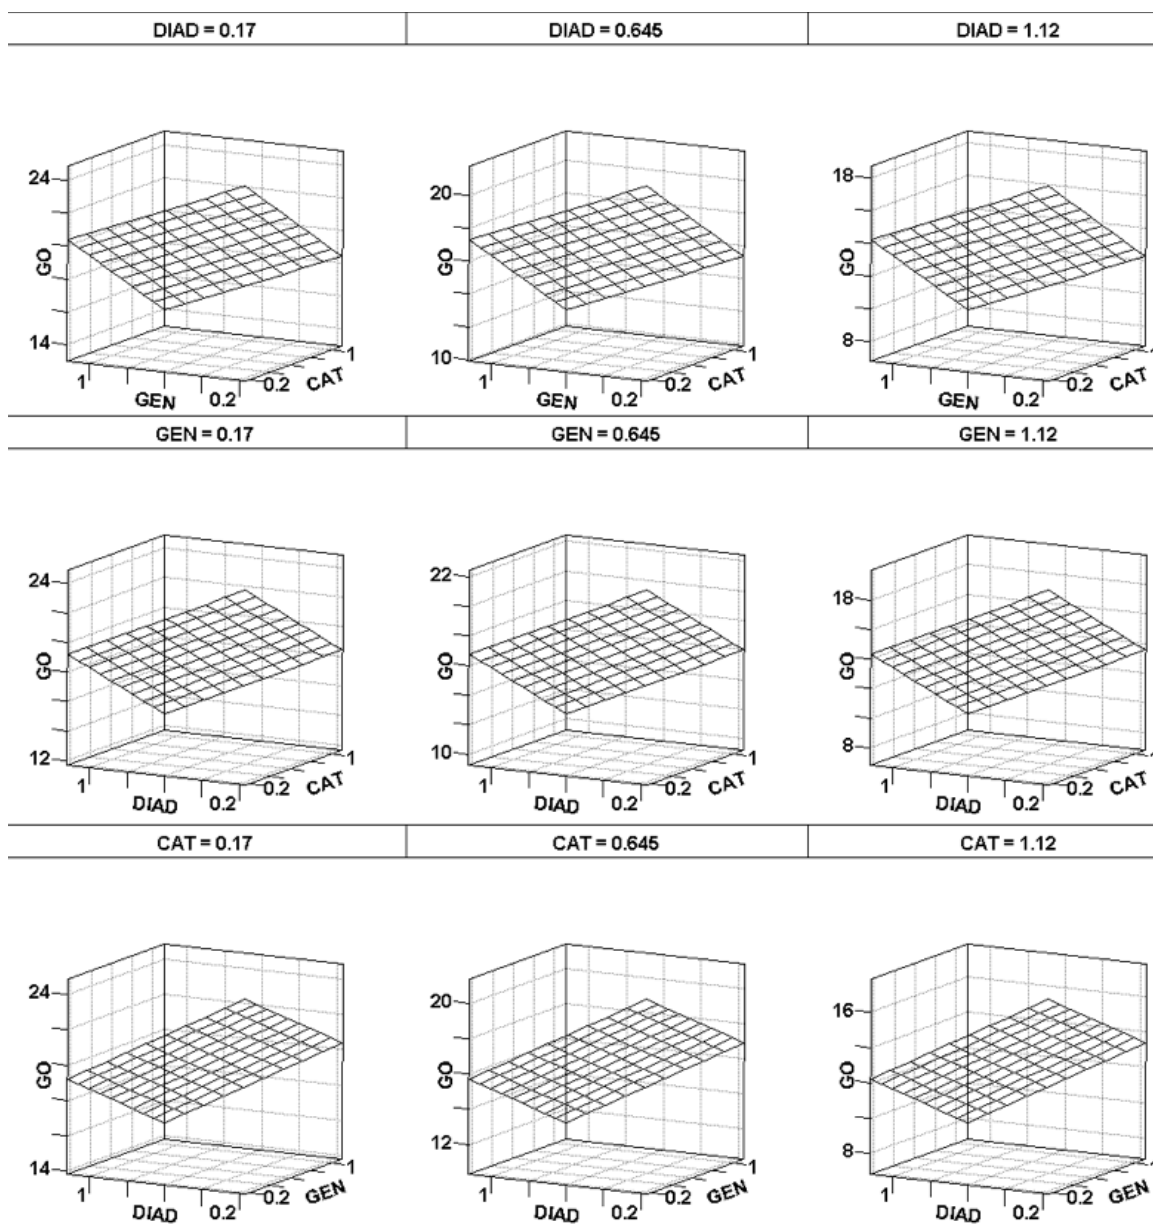 DIAD = 0.17 DIAD = 0.645 DIAD = 1.12
24 20 18
GO GO GO
14 10 8
1 1 1
1 GEN 0.2 0.2 CAT 1 GEN 0.2 0.2 CAT 1 GEN 0.2 0.2 CAT
GEN = 0.17 GEN = 0.645 GEN = 1.12
24 22 18
GO GO GO
12 10 8
1 1 1
1 DIAD 0.2 0.2 CAT 1 DIAD 0.2 0.2 CAT 1 DIAD 0.2 0.2 CAT
CAT = 0.17 CAT = 0.645 CAT = 1.12
24 20 16
GO GO GO
14 12 8
1 1 1
1 DIAD 0.2 0.2 GEN 1 DIAD 0.2 0.2 GEN 1 DIAD 0.2 0.2 GEN